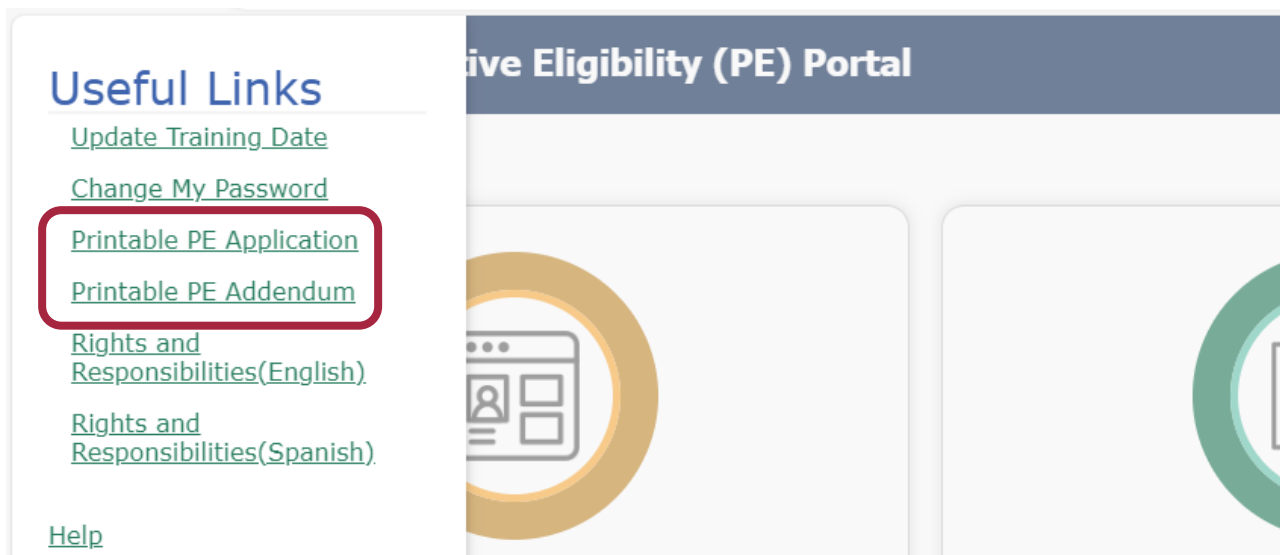 Useful Links
Update Training Date
Change My Password
Printable PE Application
Printable PE Addendum
Rights and
Responsibilities(English)
Rights and
Responsibilities(Spanish)
Help
ive Eligibility (PE) Portal